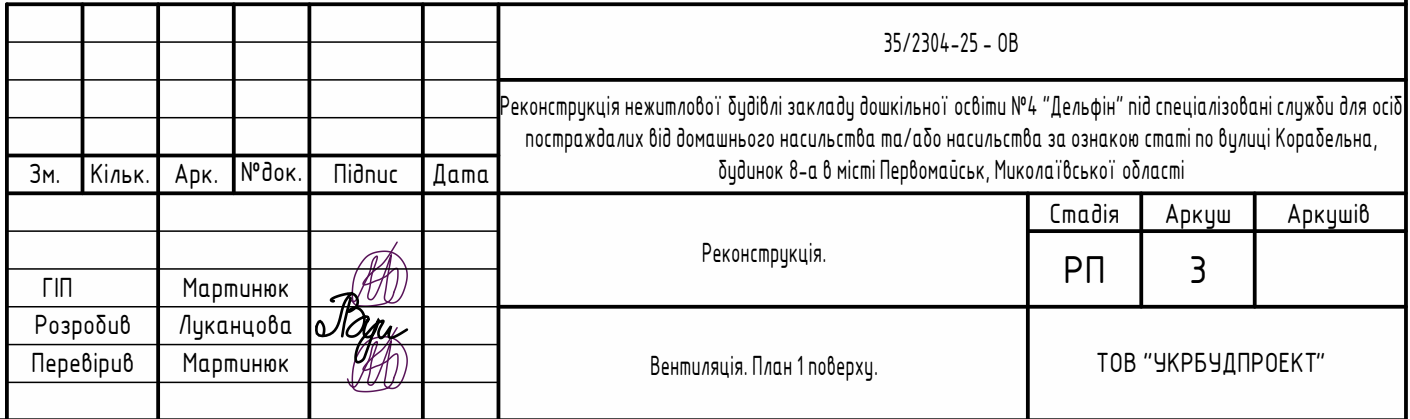 35/2304-25 - ОВ
Реконструкція нежитлової будівлі закладу дошкільної освіти №4 "Дельфін" під спеціалізовані служби для осіб
постраждалих від домашнього насильства та/або насильства за ознакою статі по вулиці Корабельна,
будинок 8-а в місті Первомайськ, Миколаївської області
Зм. Кільк. Арк. №док. Підпис Дата
Реконструкція.
Стадія Аркуш Аркушів
РП 3
ГІП Мартинюк
Розробив Луканцова
Перевірив Мартинюк
Вентиляція. План 1 поверху.
ТОВ "УКРБУДПРОЕКТ"